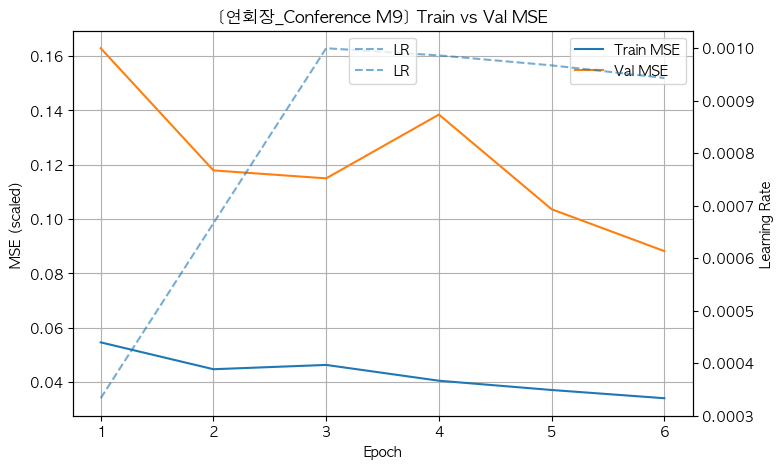 〔연회장_Conference M9〕 Train vs Val MSE
MSE (scaled)
0.16
0.14
0.12
0.10
0.08
0.06
0.04
LR
LR
Train MSE
Val MSE
0.0010
0.0009
0.0008
0.0007
0.0006
0.0005
0.0004
0.0003
Learning Rate
1 2 3 4 5 6
Epoch